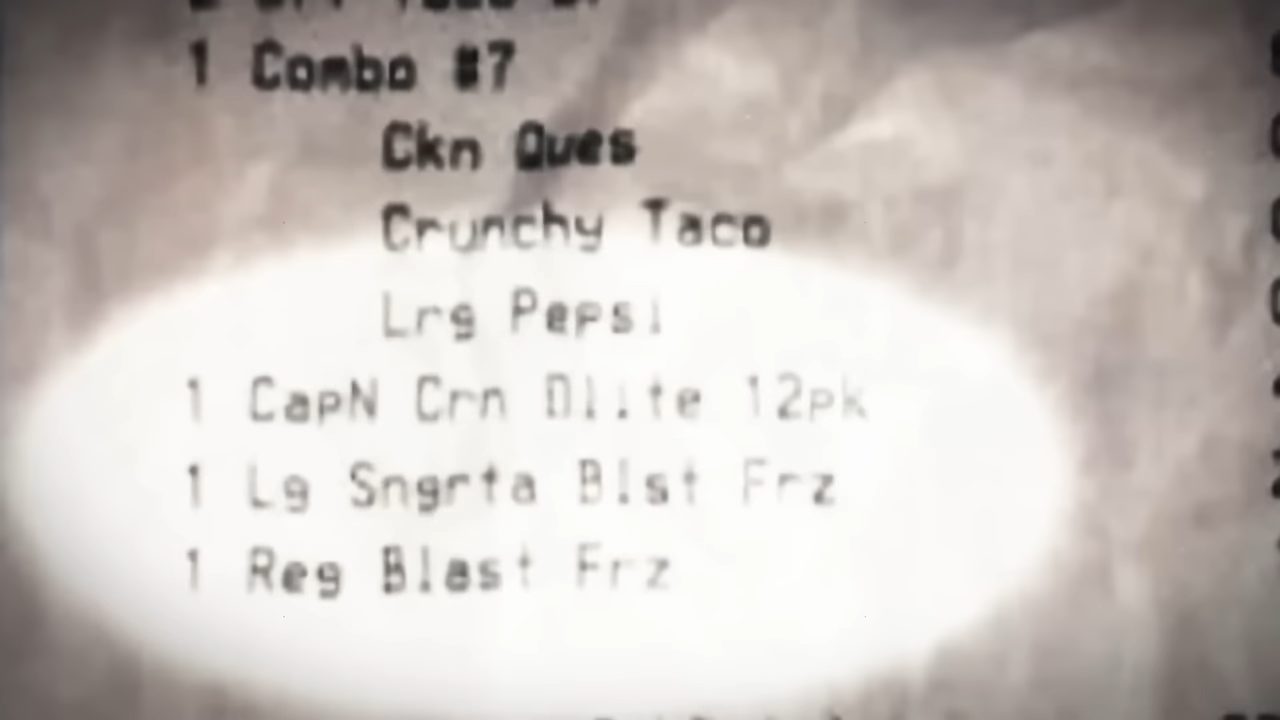 1 Combo #7
Ckn Ques
Crunchy Taco
Lrg Pepsi
1 CapN Crn Dlite 12pk
1 Lg Sngrta Blst Frz
1 Reg Blast Frz